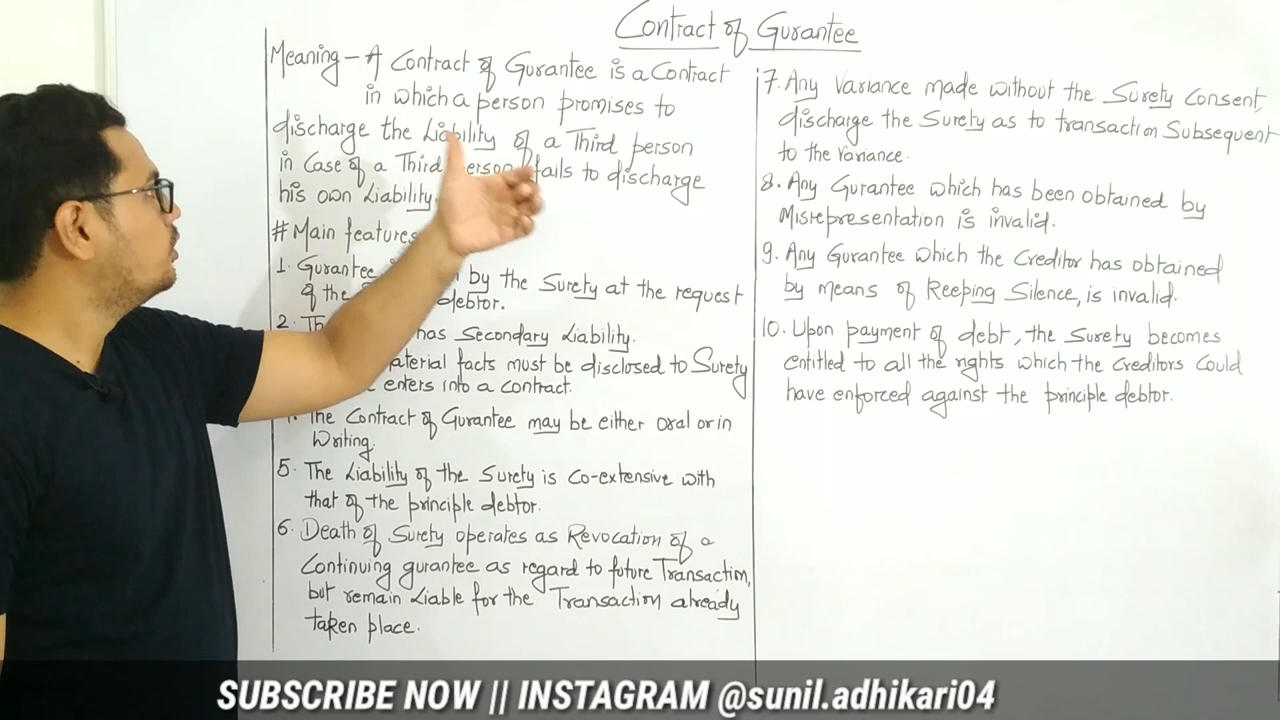 Contract of Gurantee
Meaning – A Contract of Gurantee is a Contract
in which a person promises to
discharge the Liability of a Third person
in Case of a Third person fails to discharge
his own Liability.
# Main features
1. Gurantee by the Surety at the request
of the debtor.
2. has Secondary Liability.
material facts must be disclosed to Surety
enters into a contract.
The Contract of Gurantee may be either oral or in
Writing.
5. The Liability of the Surety is Co-extensive with
that of the principle debtor.
6. Death of Surety operates as Revocation of a
Continuing gurantee as regard to future Transaction,
but remain Liable for the Transaction already
taken place.
7. Any Variance made without the Surety Consent,
discharge the Surety as to transaction Subsequent
to the variance.
8. Any Gurantee which has been obtained by
Misrepresentation is invalid.
9. Any Gurantee which the Creditor has obtained
by means of Keeping Silence, is invalid.
10. Upon payment of debt, the Surety becomes
entitled to all the rights which the Creditors Could
have enforced against the principle debtor.
SUBSCRIBE NOW || INSTAGRAM @sunil.adhikari04